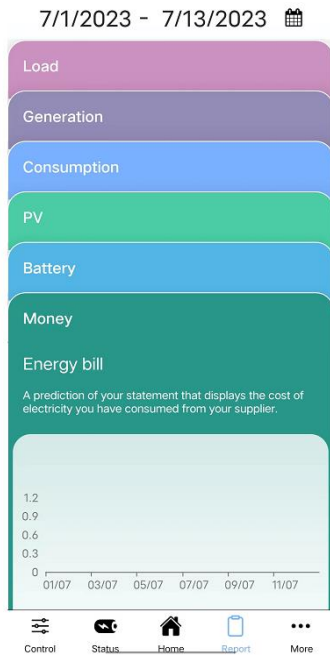 7/1/2023 - 7/13/2023
Load
Generation
Consumption
PV
Battery
Money
Energy bill
A prediction of your statement that displays the cost of
electricity you have consumed from your supplier.
1.2
0.9
0.6
0.3
0
01/07 03/07 05/07 07/07 09/07 11/07
Control Status Home Report More